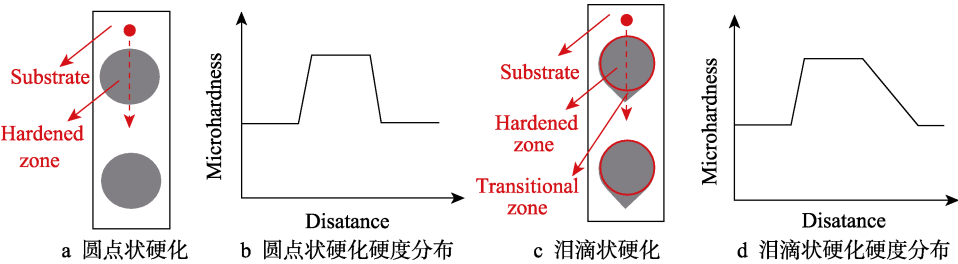 Substrate
Hardened
zone
a 圆点状硬化
Microhardness
Disatance
b 圆点状硬化硬度分布
Substrate
Hardened
zone
Transitional
zone
c 泪滴状硬化
Microhardness
Disatance
d 泪滴状硬化硬度分布